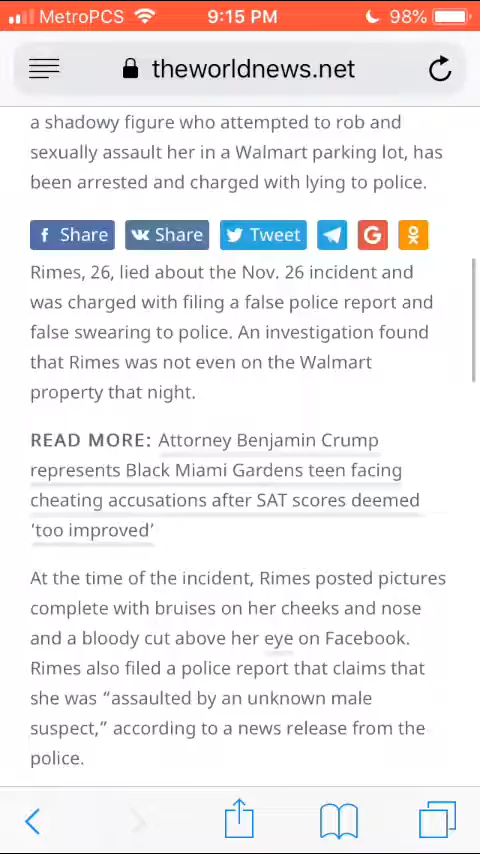 MetroPCS 9:15 PM 98%
theworldnews.net
a shadowy figure who attempted to rob and
sexually assault her in a Walmart parking lot, has
been arrested and charged with lying to police.
f Share Share Tweet G
Rimes, 26, lied about the Nov. 26 incident and
was charged with filing a false police report and
false swearing to police. An investigation found
that Rimes was not even on the Walmart
property that night.
READ MORE: Attorney Benjamin Crump
represents Black Miami Gardens teen facing
cheating accusations after SAT scores deemed
‘too improved’
At the time of the incident, Rimes posted pictures
complete with bruises on her cheeks and nose
and a bloody cut above her eye on Facebook.
Rimes also filed a police report that claims that
she was “assaulted by an unknown male
suspect,” according to a news release from the
police.